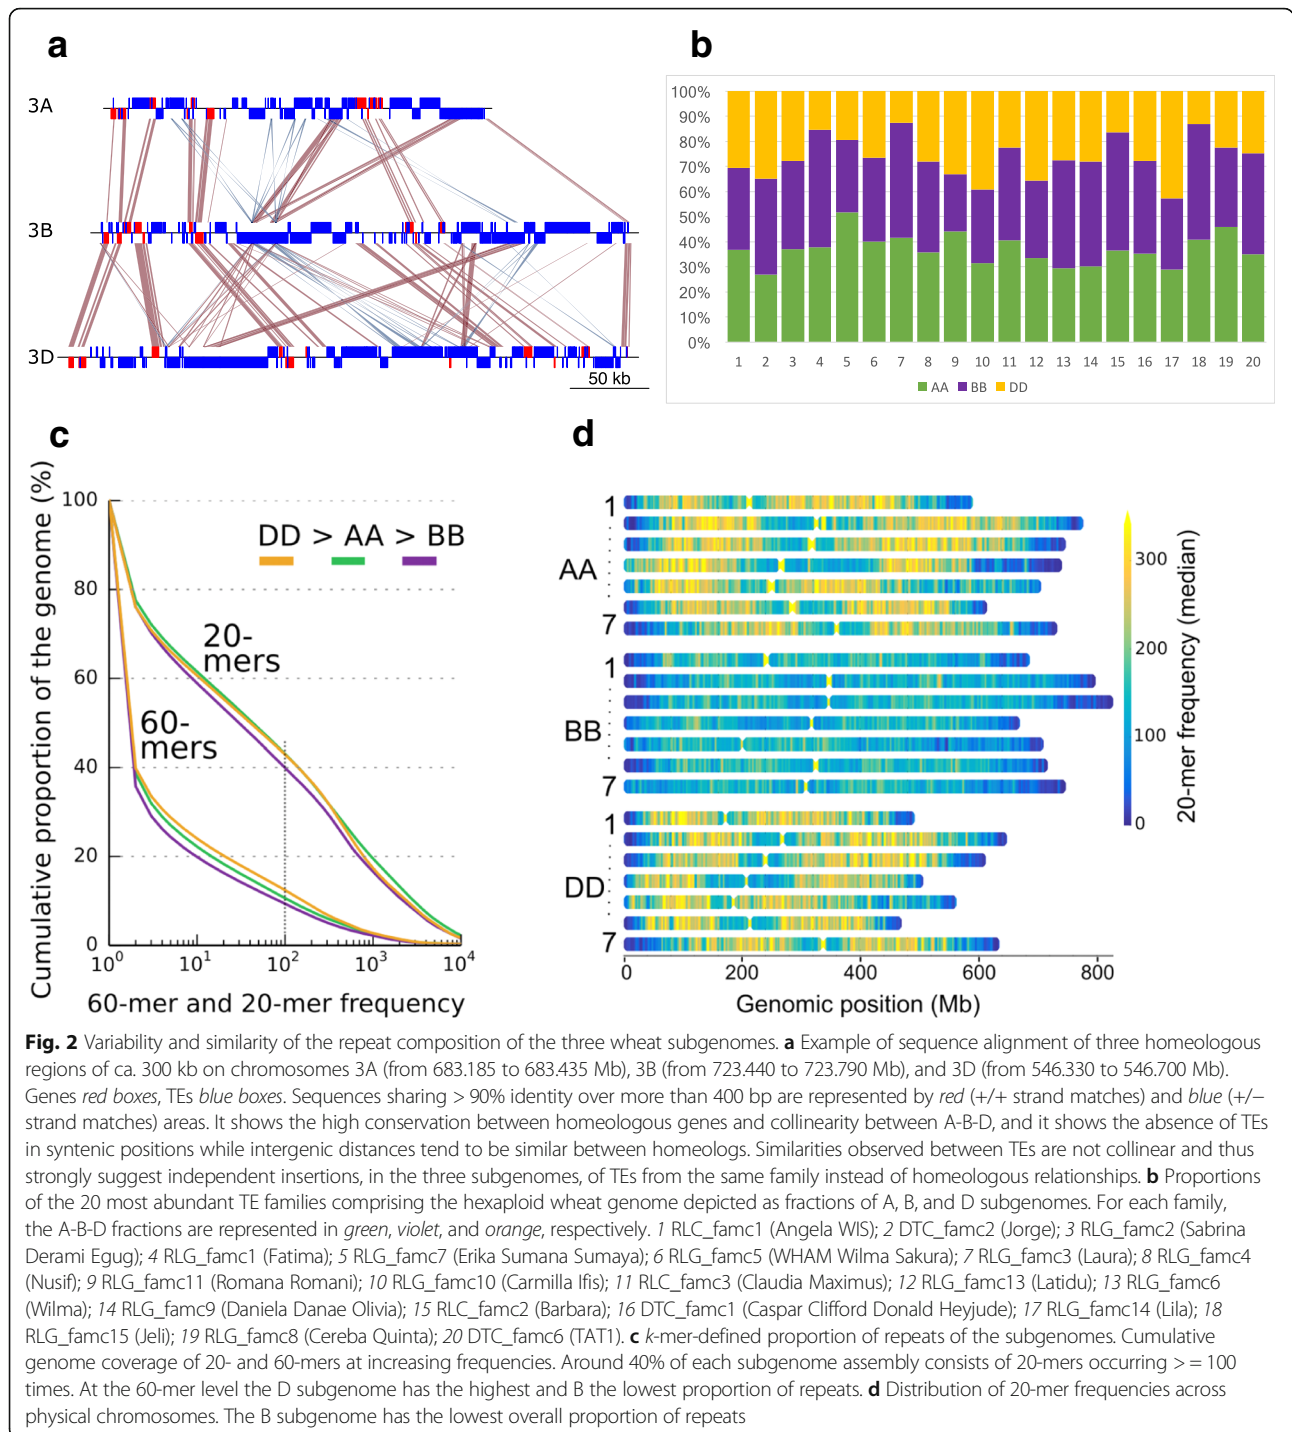 a
3A
3B
3D
50 kb
b
100%
90%
80%
70%
60%
50%
40%
30%
20%
10%
0%
1 2 3 4 5 6 7 8 9 10 11 12 13 14 15 16 17 18 19 20
AA BB DD
c
Cumulative proportion of the genome (%)
100
80
60
40
20
0
DD > AA > BB
20-
mers
60-
mers
10⁰ 10¹ 10² 10³ 10⁴
60-mer and 20-mer frequency
d
1
AA
7
1
BB
7
1
DD
7
0 200 400 600 800
Genomic position (Mb)
300
200
100
0
20-mer frequency (median)
Fig. 2 Variability and similarity of the repeat composition of the three wheat subgenomes. a Example of sequence alignment of three homeologous
regions of ca. 300 kb on chromosomes 3A (from 683.185 to 683.435 Mb), 3B (from 723.440 to 723.790 Mb), and 3D (from 546.330 to 546.700 Mb).
Genes red boxes, TEs blue boxes. Sequences sharing > 90% identity over more than 400 bp are represented by red (+/+ strand matches) and blue (+/−
strand matches) areas. It shows the high conservation between homeologous genes and collinearity between A-B-D, and it shows the absence of TEs
in syntenic positions while intergenic distances tend to be similar between homeologs. Similarities observed between TEs are not collinear and thus
strongly suggest independent insertions, in the three subgenomes, of TEs from the same family instead of homeologous relationships. b Proportions
of the 20 most abundant TE families comprising the hexaploid wheat genome depicted as fractions of A, B, and D subgenomes. For each family,
the A-B-D fractions are represented in green, violet, and orange, respectively. 1 RLC_famc1 (Angela WIS); 2 DTC_famc2 (Jorge); 3 RLG_famc2 (Sabrina
Derami Egug); 4 RLG_famc1 (Fatima); 5 RLG_famc7 (Erika Sumana Sumaya); 6 RLG_famc5 (WHAM Wilma Sakura); 7 RLG_famc3 (Laura); 8 RLG_famc4
(Nusif); 9 RLG_famc11 (Romana Romani); 10 RLG_famc10 (Carmilla Ifis); 11 RLC_famc3 (Claudia Maximus); 12 RLG_famc13 (Latidu); 13 RLG_famc6
(Wilma); 14 RLG_famc9 (Daniela Danae Olivia); 15 RLC_famc2 (Barbara); 16 DTC_famc1 (Caspar Clifford Donald Heyjude); 17 RLG_famc14 (Lila); 18
RLG_famc15 (Jeli); 19 RLG_famc8 (Cereba Quinta); 20 DTC_famc6 (TAT1). c k-mer-defined proportion of repeats of the subgenomes. Cumulative
genome coverage of 20- and 60-mers at increasing frequencies. Around 40% of each subgenome assembly consists of 20-mers occurring > = 100
times. At the 60-mer level the D subgenome has the highest and B the lowest proportion of repeats. d Distribution of 20-mer frequencies across
physical chromosomes. The B subgenome has the lowest overall proportion of repeats